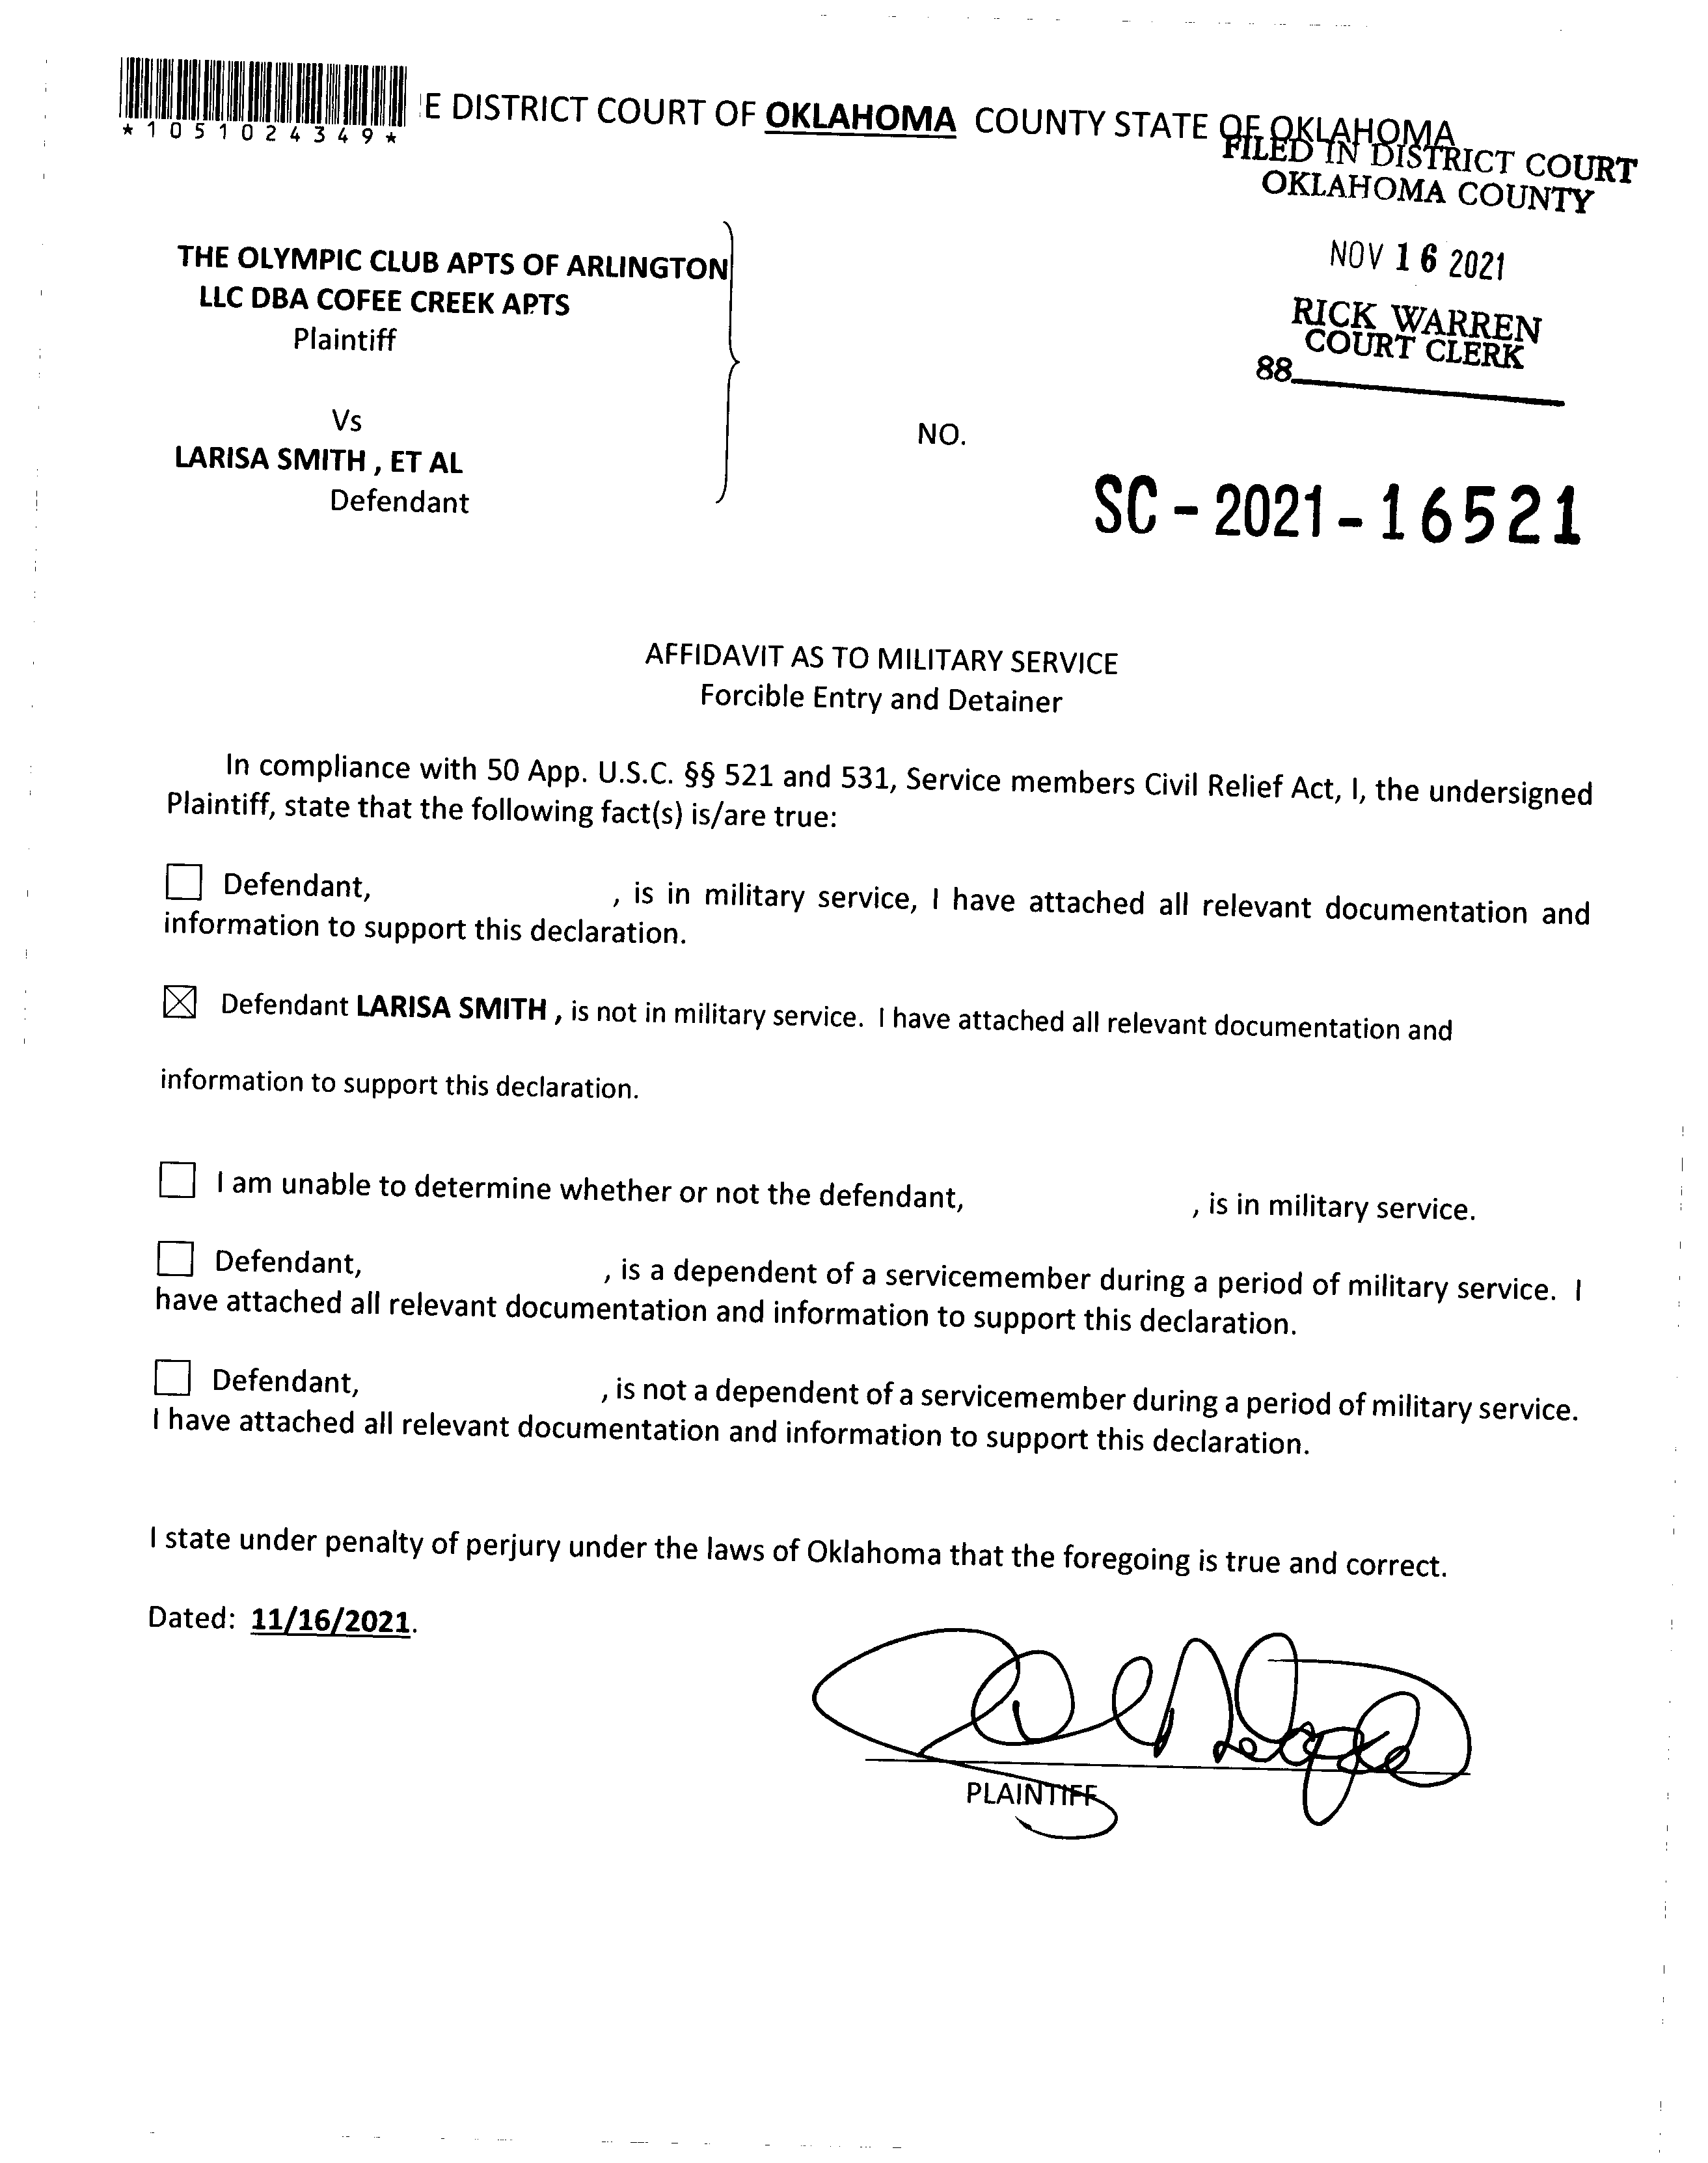 E DISTRICT COURT OF OKLAHOMA COUNTY STATE OF OKLAHOMA
*1051024349*
FILED IN DISTRICT COURT
OKLAHOMA COUNTY
NOV 16 2021
RICK WARREN
COURT CLERK
88
THE OLYMPIC CLUB APTS OF ARLINGTON
LLC DBA COFEE CREEK APTS
Plaintiff
Vs
LARISA SMITH , ET AL
Defendant
NO.
SC - 2021 - 16521
AFFIDAVIT AS TO MILITARY SERVICE
Forcible Entry and Detainer
In compliance with 50 App. U.S.C. §§ 521 and 531, Service members Civil Relief Act, I, the undersigned
Plaintiff, state that the following fact(s) is/are true:
Defendant, , is in military service, I have attached all relevant documentation and
information to support this declaration.
Defendant LARISA SMITH , is not in military service. I have attached all relevant documentation and
information to support this declaration.
I am unable to determine whether or not the defendant, , is in military service.
Defendant, , is a dependent of a servicemember during a period of military service. I
have attached all relevant documentation and information to support this declaration.
Defendant, , is not a dependent of a servicemember during a period of military service.
I have attached all relevant documentation and information to support this declaration.
I state under penalty of perjury under the laws of Oklahoma that the foregoing is true and correct.
Dated: 11/16/2021.
PLAINTIFF